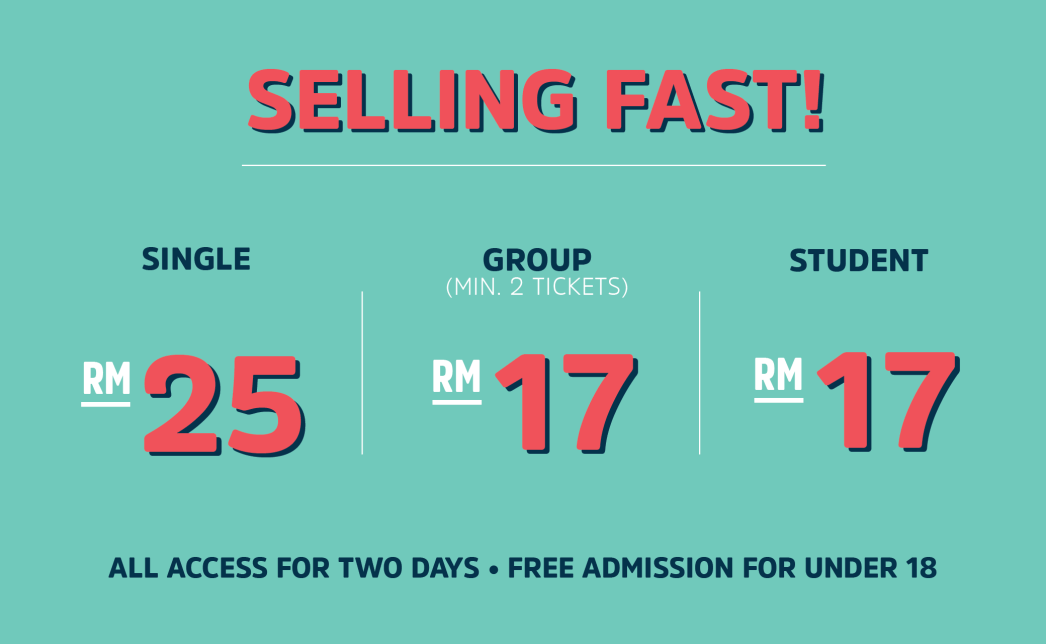 SELLING FAST!
SINGLE
RM 25
GROUP
(MIN. 2 TICKETS)
RM 17
STUDENT
RM 17
ALL ACCESS FOR TWO DAYS • FREE ADMISSION FOR UNDER 18